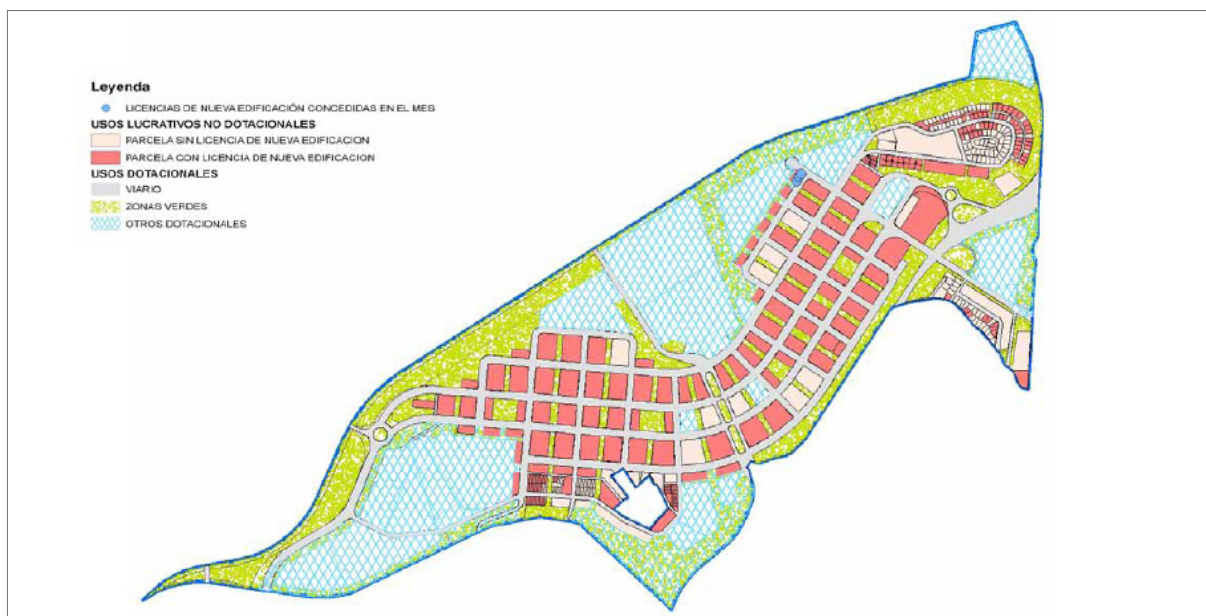 Leyenda
LICENCIAS DE NUEVA EDIFICACIÓN CONCEDIDAS EN EL MES
USOS LUCRATIVOS NO DOTACIONALES
PARCELA SIN LICENCIA DE NUEVA EDIFICACION
PARCELA CON LICENCIA DE NUEVA EDIFICACION
USOS DOTACIONALES
VIARIO
ZONAS VERDES
OTROS DOTACIONALES